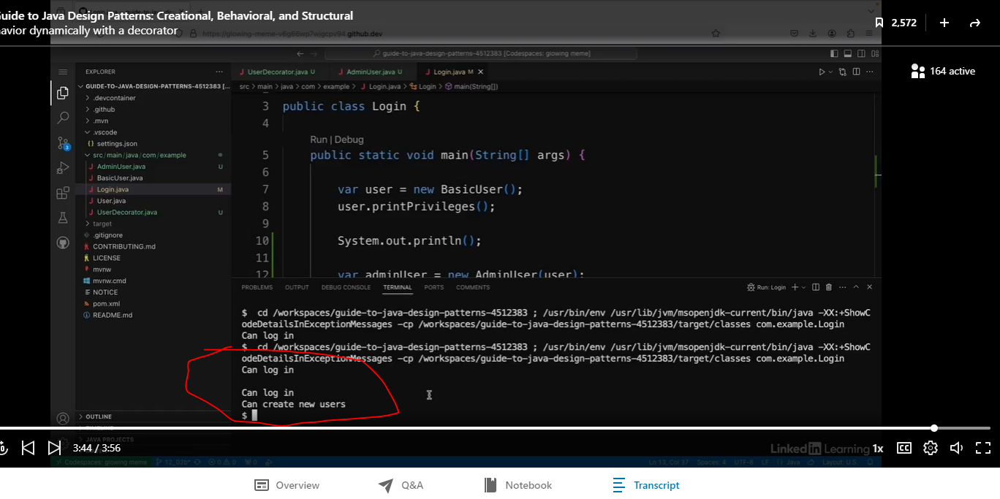 Guide to Java Design Patterns: Creational, Behavioral, and Structural
avior dynamically with a decorator
https://glowing-meme-v6g66wp7wjgcpv94.github.dev
2,572
164 active
guide-to-java-design-patterns-4512383 [Codespaces: glowing meme]
EXPLORER
GUIDE-TO-JAVA-DESIGN-PATTERNS-4512383 [...
.devcontainer
.github
.mvn
.vscode
{} settings.json
src/main/java/com/example
J AdminUser.java U
J BasicUser.java
J Login.java M
J User.java
J UserDecorator.java U
target
.gitignore
CONTRIBUTING.md
LICENSE
mvnw
mvnw.cmd
NOTICE
pom.xml
README.md
OUTLINE
TIMELINE
JAVA PROJECTS
3
J UserDecorator.java U J AdminUser.java U J Login.java M X
src > main > java > com > example > J Login.java > Login > main(String[])
3 public class Login {
4
Run | Debug
5 public static void main(String[] args) {
6
7 var user = new BasicUser();
8 user.printPrivileges();
9
10 System.out.println();
11
12 var adminUser = new AdminUser(user);
PROBLEMS OUTPUT DEBUG CONSOLE TERMINAL PORTS COMMENTS
Run: Login
$ cd /workspaces/guide-to-java-design-patterns-4512383 ; /usr/bin/env /usr/lib/jvm/msopenjdk-current/bin/java -XX:+ShowC
odeDetailsInExceptionMessages -cp /workspaces/guide-to-java-design-patterns-4512383/target/classes com.example.Login
Can log in
$ cd /workspaces/guide-to-java-design-patterns-4512383 ; /usr/bin/env /usr/lib/jvm/msopenjdk-current/bin/java -XX:+ShowC
odeDetailsInExceptionMessages -cp /workspaces/guide-to-java-design-patterns-4512383/target/classes com.example.Login
Can log in
Can log in
Can create new users
$
3:44 / 3:56
LinkedIn Learning
1x
CC
Codespaces: glowing meme 12_02b* 0 0 0
Ln 13, Col 37 Spaces: 4 UTF-8 LF {} Java Layout: U.S.
Overview
Q&A
Notebook
Transcript